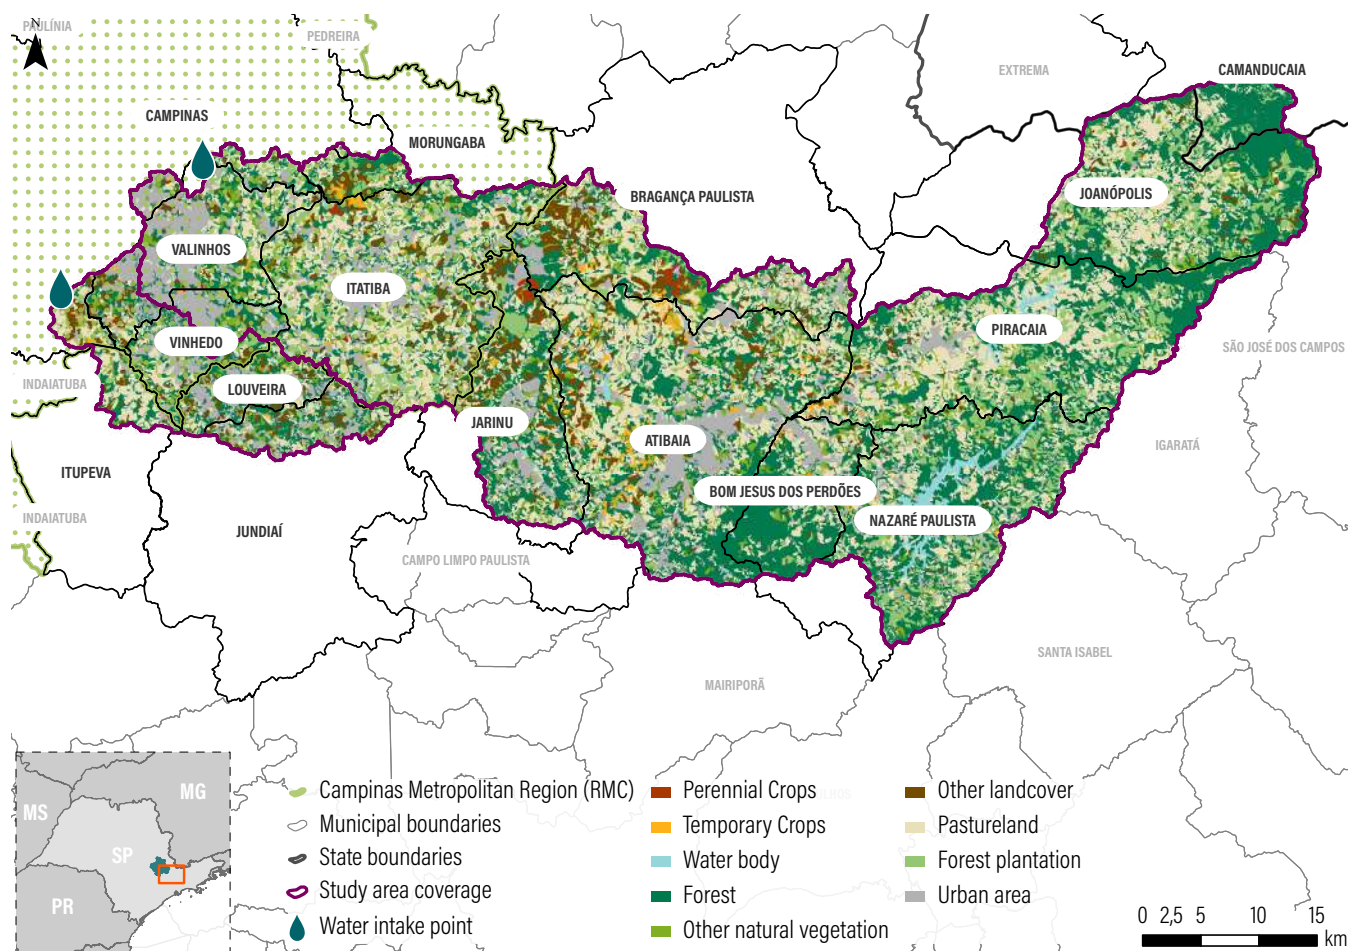 PAULÍNIA
N
PEDREIRA
EXTREMA
CAMANDUCAIA
CAMPINAS
MORUNGABA
BRAGANÇA PAULISTA
JOANÓPOLIS
VALINHOS
ITATIBA
PIRACAIA
VINHEDO
SÃO JOSÉ DOS CAMPOS
INDAIATUBA
LOUVEIRA
JARINU
ATIBAIA
IGARATÁ
ITUPEVA
BOM JESUS DOS PERDÕES
INDAIATUBA
JUNDIAÍ
NAZARÉ PAULISTA
CAMPO LIMPO PAULISTA
SANTA ISABEL
MAIRIPORÃ
MG
MS
SP
PR
Campinas Metropolitan Region (RMC)
Municipal boundaries
State boundaries
Study area coverage
Water intake point
Perennial Crops
Temporary Crops
Water body
Forest
Other natural vegetation
Other landcover
Pastureland
Forest plantation
Urban area
0 2,5 5 10 15
km